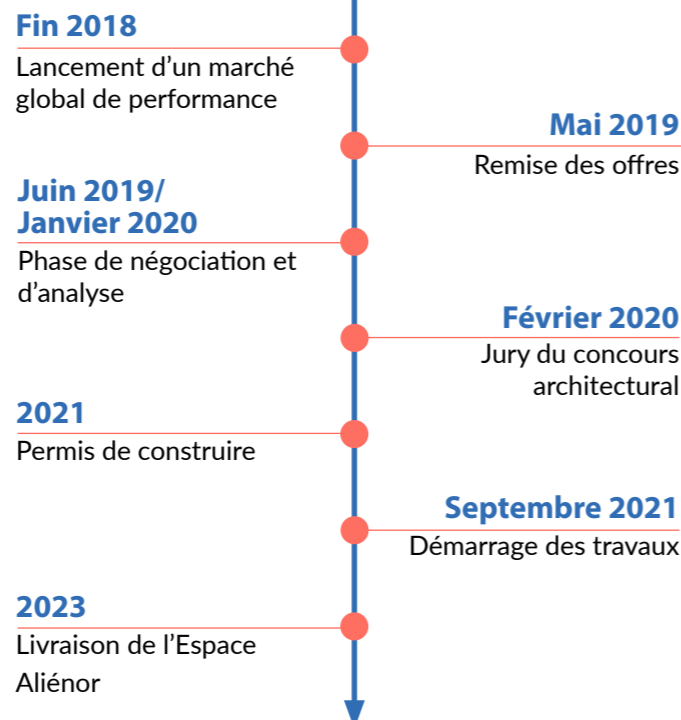 Fin 2018
Lancement d’un marché
global de performance
Mai 2019
Remise des offres
Juin 2019/
Janvier 2020
Phase de négociation et
d’analyse
Février 2020
Jury du concours
architectural
2021
Permis de construire
Septembre 2021
Démarrage des travaux
2023
Livraison de l’Espace
Aliénor